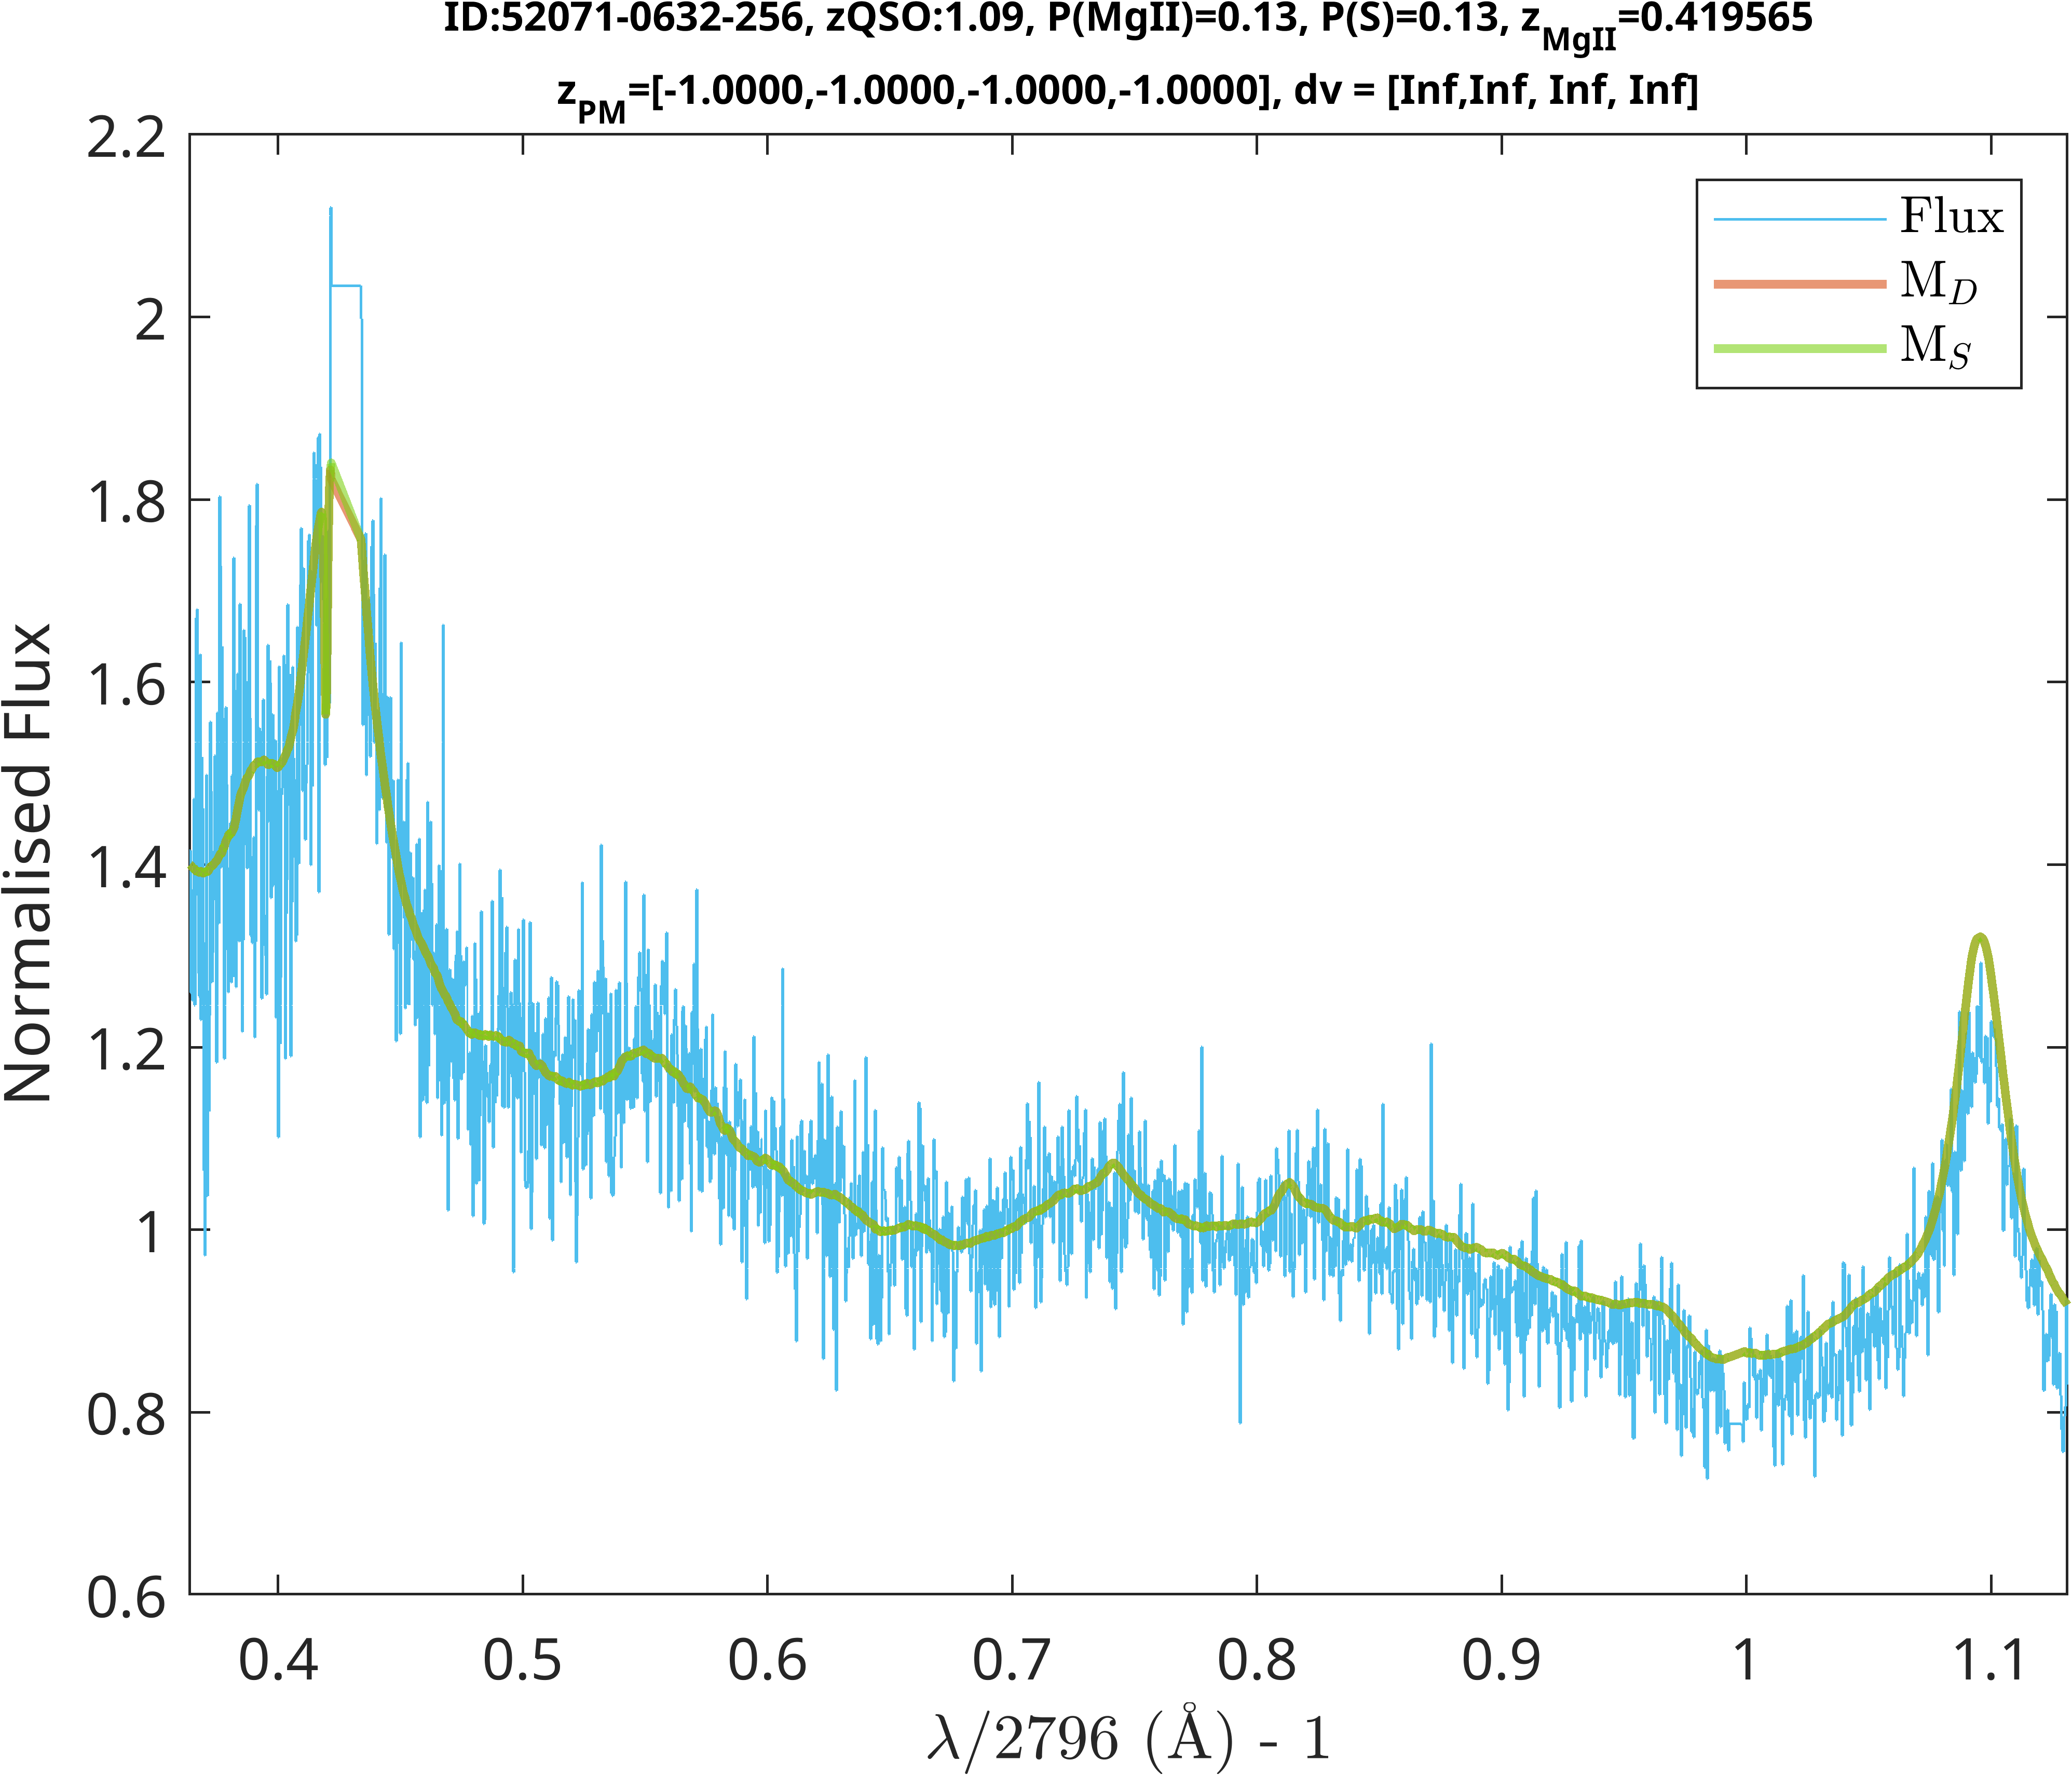 ID:52071-0632-256, zQSO:1.09, P(MgII)=0.13, P(S)=0.13, zMgII=0.419565
zPM=[-1.0000,-1.0000,-1.0000,-1.0000], dv = [Inf,Inf, Inf, Inf]
Flux
MD
MS
Normalised Flux
2.2
2
1.8
1.6
1.4
1.2
1
0.8
0.6
0.4 0.5 0.6 0.7 0.8 0.9 1 1.1
λ/2796 (Å) - 1